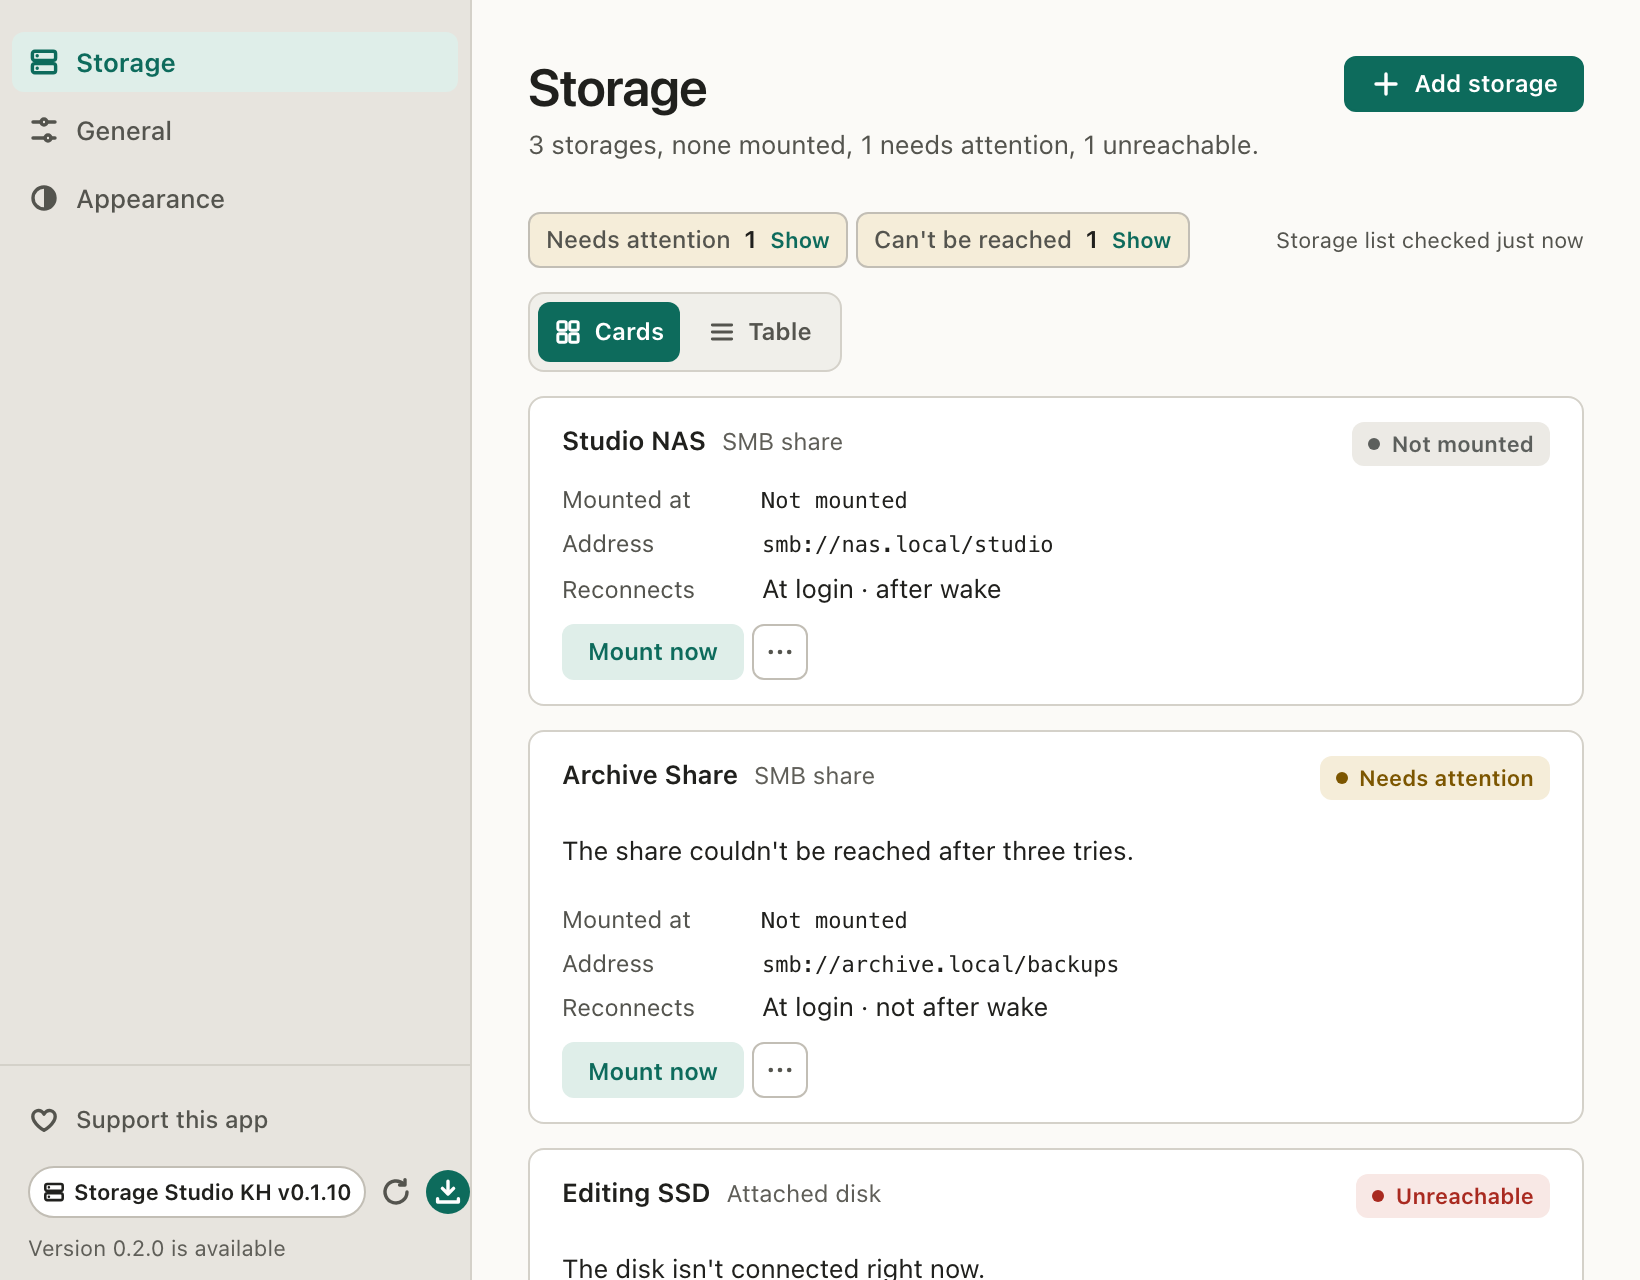 Storage
General
Appearance
Support this app
Storage Studio KH v0.1.10
Version 0.2.0 is available
Storage
Add storage
3 storages, none mounted, 1 needs attention, 1 unreachable.
Needs attention 1 Show
Can't be reached 1 Show
Storage list checked just now
Cards
Table
Studio NAS SMB share
Not mounted
Mounted at Not mounted
Address smb://nas.local/studio
Reconnects At login · after wake
Mount now
Archive Share SMB share
Needs attention
The share couldn't be reached after three tries.
Mounted at Not mounted
Address smb://archive.local/backups
Reconnects At login · not after wake
Mount now
Editing SSD Attached disk
Unreachable
The disk isn't connected right now.